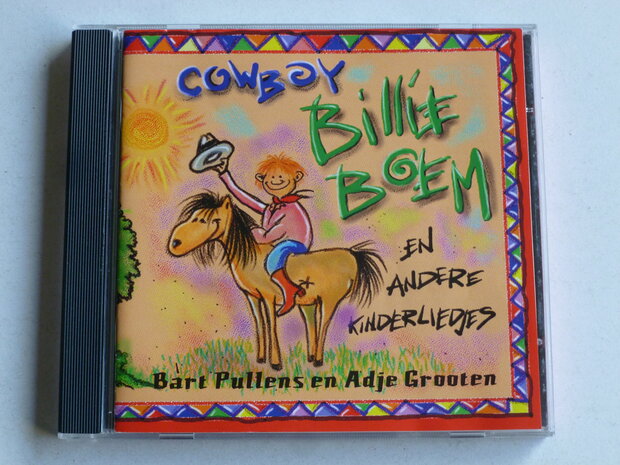 COWBOY
BILLIE
BOEM
EN
ANDERE
KINDERLIEDJES
Bart Pullens en Adje Grooten